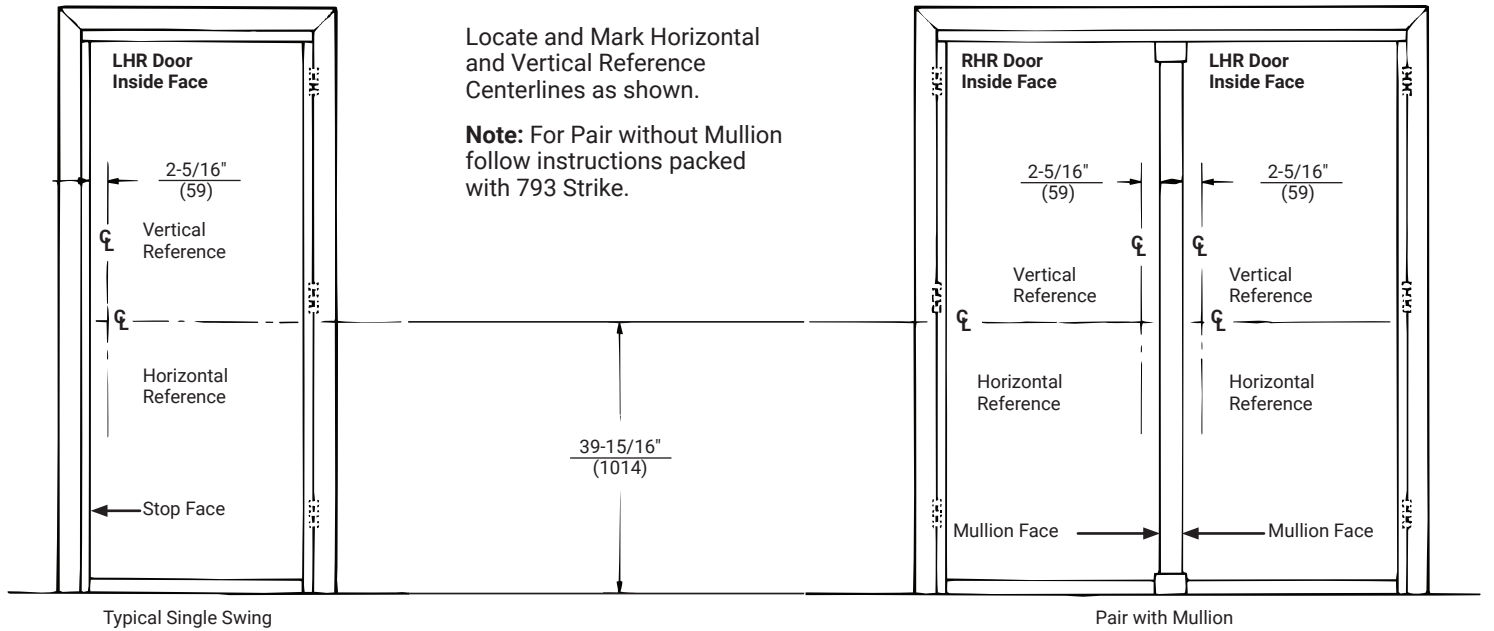 LHR Door
Inside Face
2-5/16"
(59)
℄
Vertical
Reference
℄
Horizontal
Reference
Stop Face
Typical Single Swing
Locate and Mark Horizontal
and Vertical Reference
Centerlines as shown.
Note: For Pair without Mullion
follow instructions packed
with 793 Strike.
39-15/16"
(1014)
RHR Door
Inside Face
2-5/16"
(59)
℄
Vertical
Reference
℄
Horizontal
Reference
Mullion Face
LHR Door
Inside Face
2-5/16"
(59)
℄
Vertical
Reference
℄
Horizontal
Reference
Mullion Face
Pair with Mullion